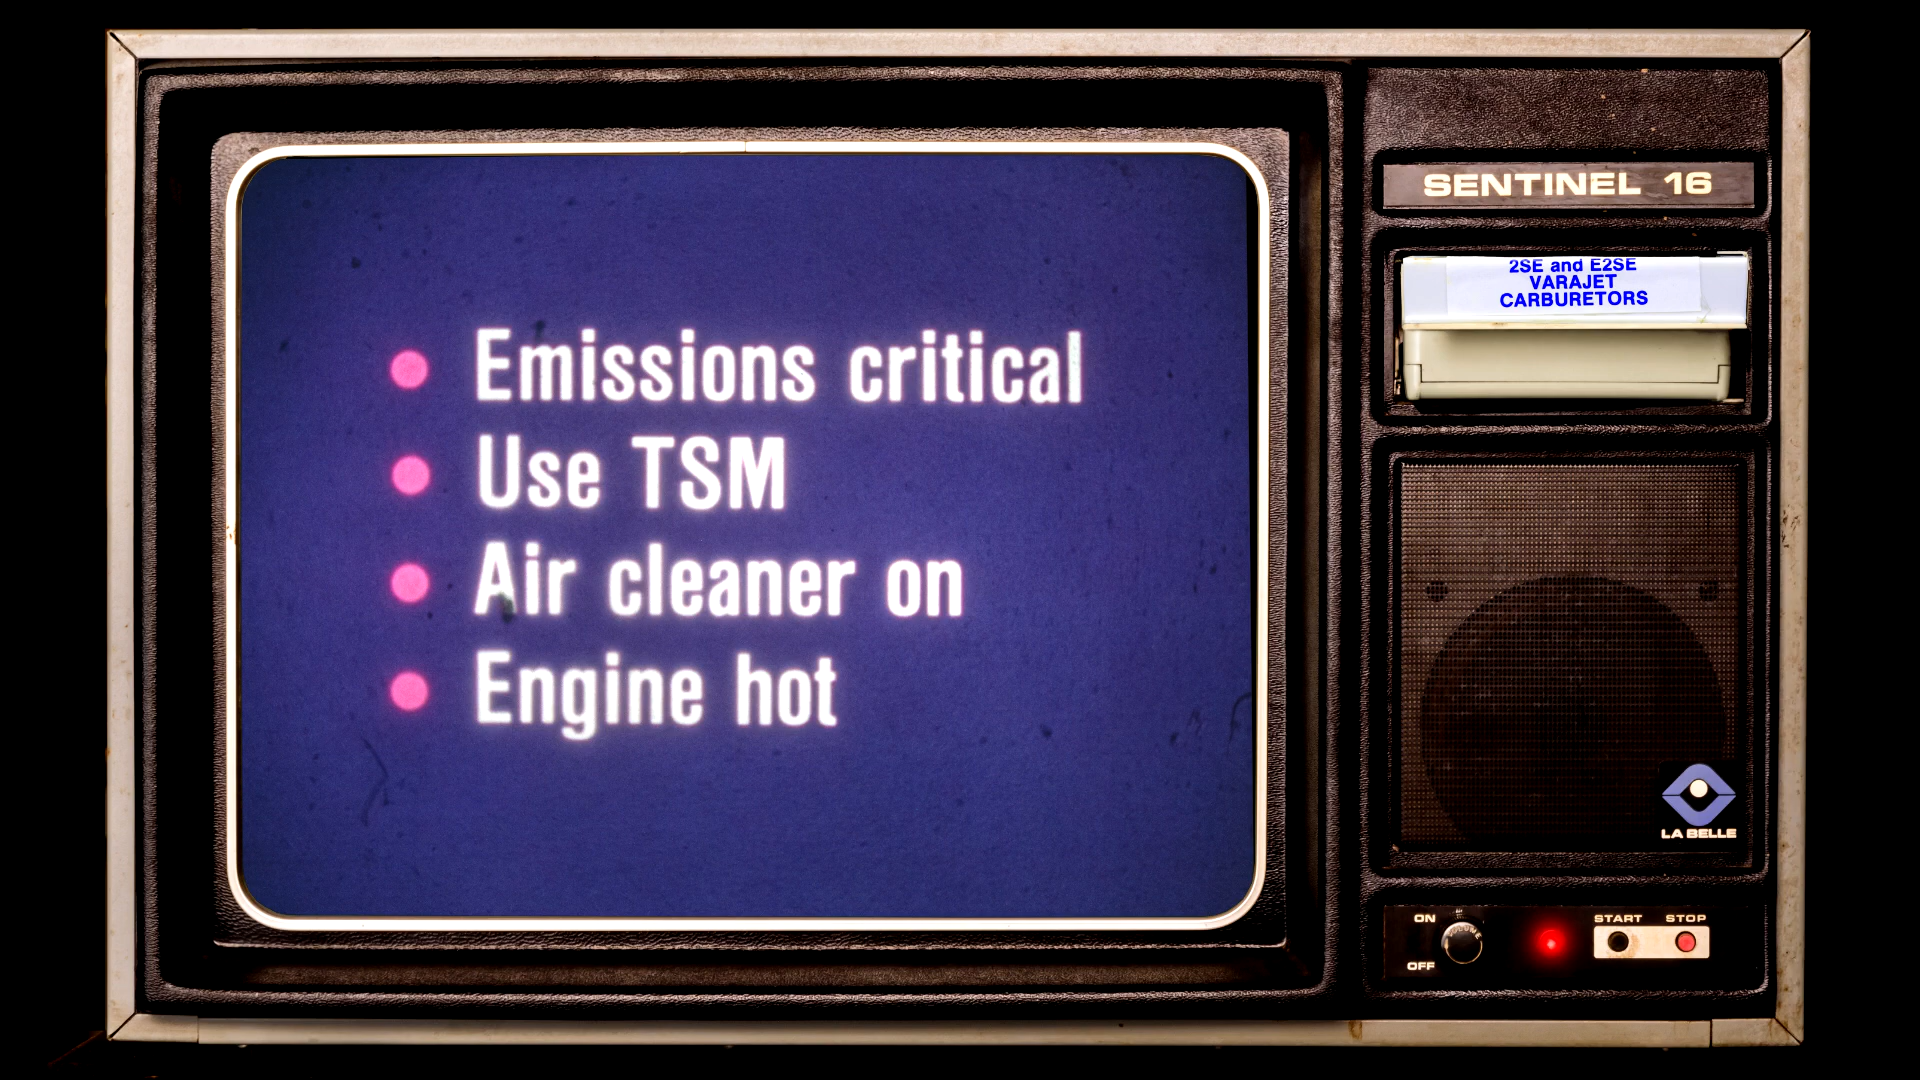 Emissions critical
Use TSM
Air cleaner on
Engine hot
SENTINEL 16
2SE and E2SE
VARAJET
CARBURETORS
LA BELLE
ON
OFF
VOLUME
START
STOP